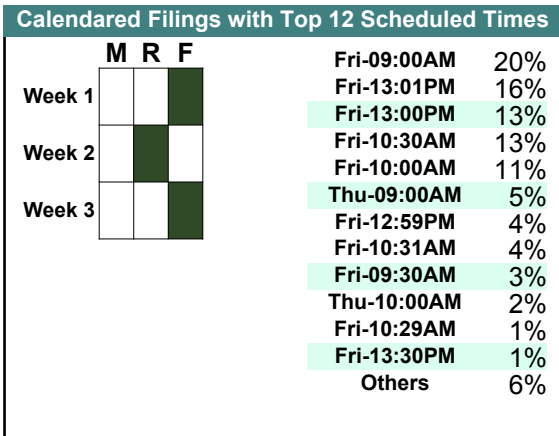 Calendared Filings with Top 12 Scheduled Times
M R F
Week 1
Week 2
Week 3
Fri-09:00AM 20%
Fri-13:01PM 16%
Fri-13:00PM 13%
Fri-10:30AM 13%
Fri-10:00AM 11%
Thu-09:00AM 5%
Fri-12:59PM 4%
Fri-10:31AM 4%
Fri-09:30AM 3%
Thu-10:00AM 2%
Fri-10:29AM 1%
Fri-13:30PM 1%
Others 6%